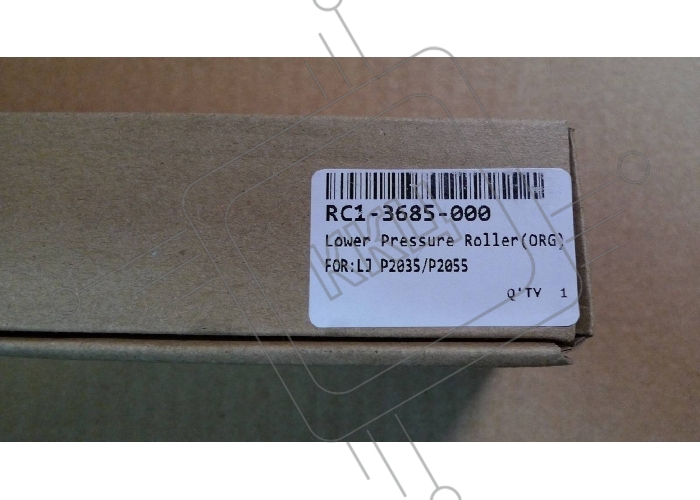 RC1-3685-000
Lower Pressure Roller(ORG)
FOR:LJ P2035/P2055
Q'TY 1